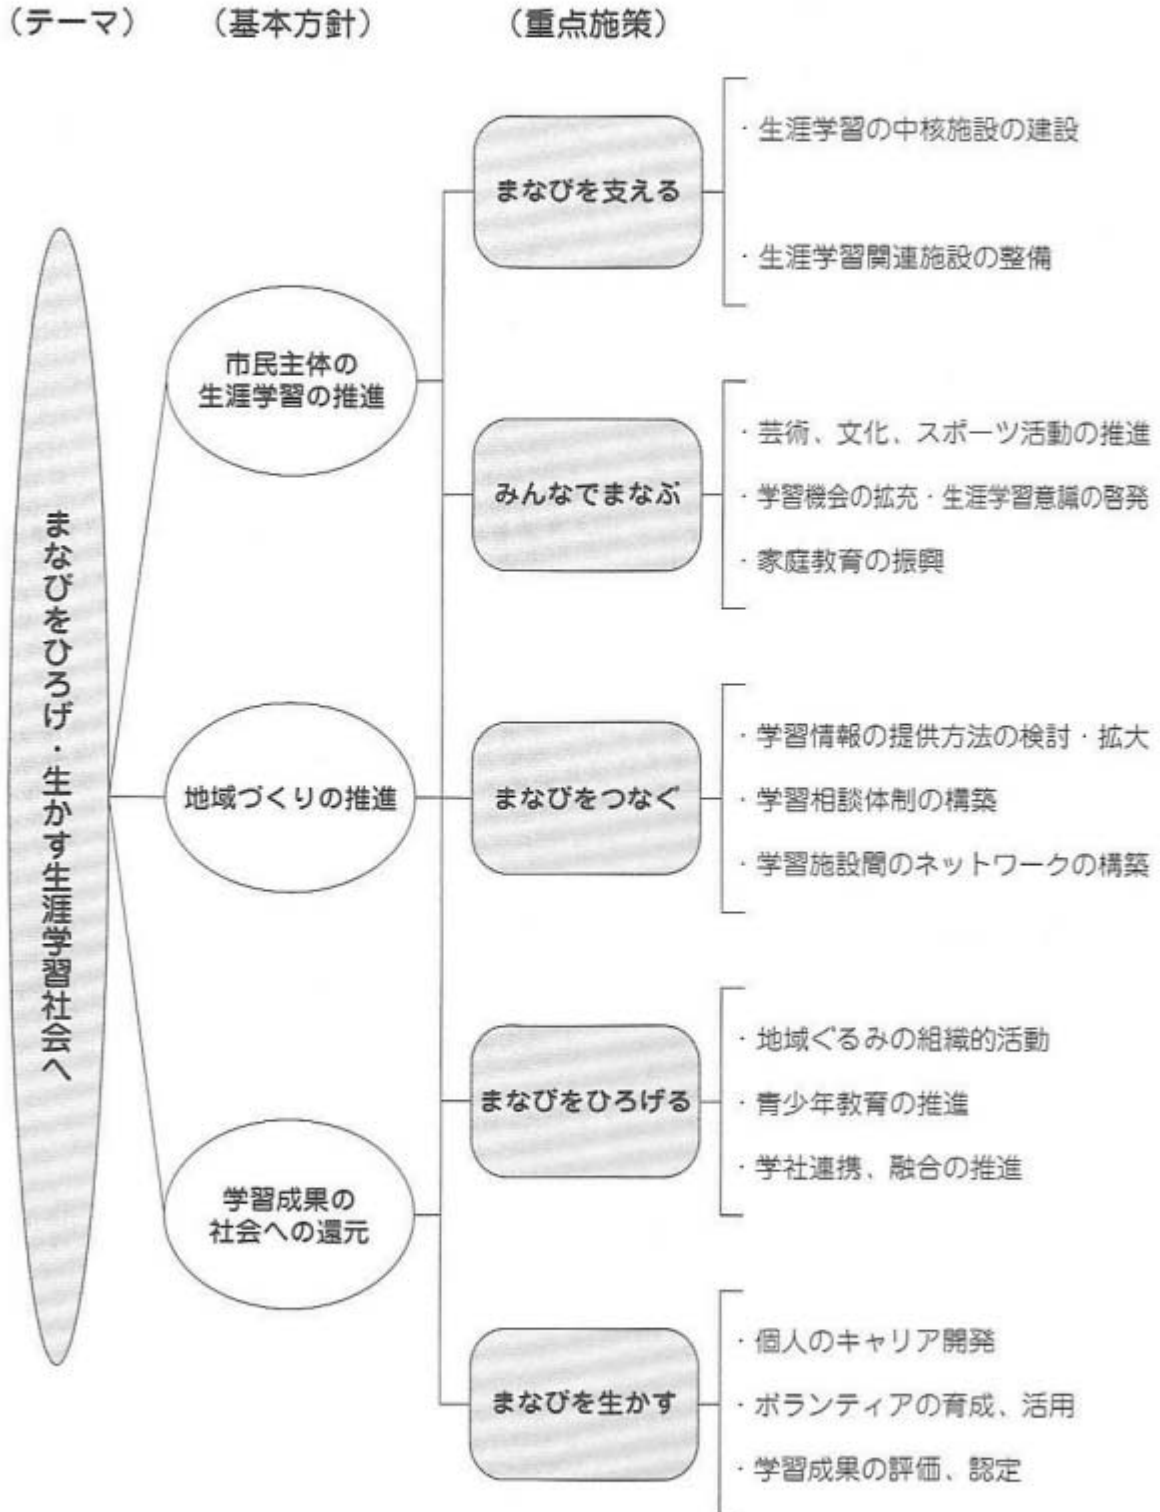 （テーマ）
（基本方針）
（重点施策）
まなびをひろげ・生かす生涯学習社会へ
市民主体の
生涯学習の推進
地域づくりの推進
学習成果の
社会への還元
まなびを支える
・生涯学習の中核施設の建設
・生涯学習関連施設の整備
みんなでまなぶ
・芸術、文化、スポーツ活動の推進
・学習機会の拡充・生涯学習意識の啓発
・家庭教育の振興
まなびをつなぐ
・学習情報の提供方法の検討・拡大
・学習相談体制の構築
・学習施設間のネットワークの構築
まなびをひろげる
・地域ぐるみの組織的活動
・青少年教育の推進
・学社連携、融合の推進
まなびを生かす
・個人のキャリア開発
・ボランティアの育成、活用
・学習成果の評価、認定